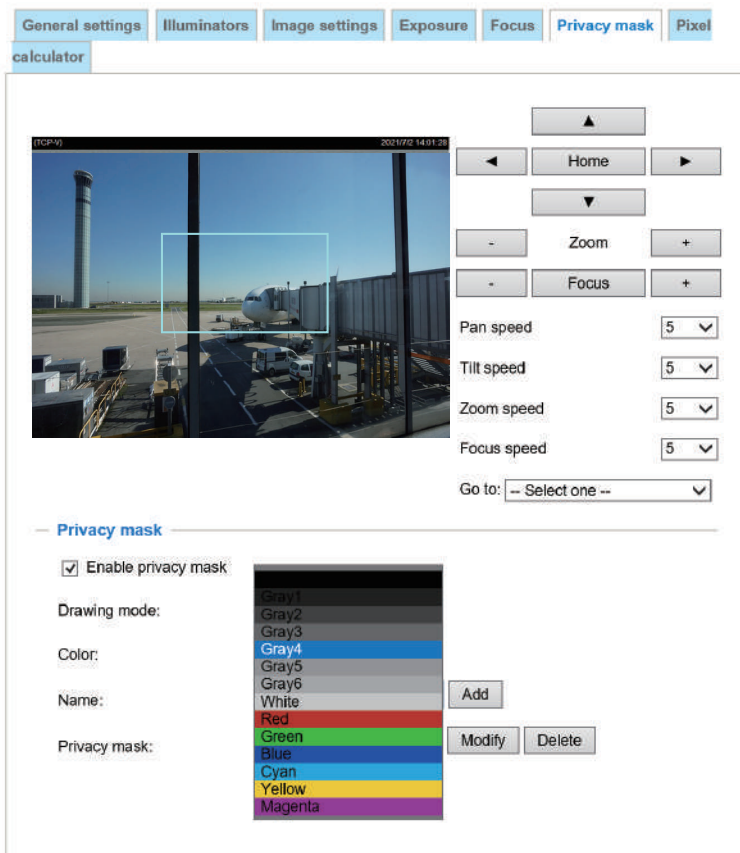 General settings Illuminators Image settings Exposure Focus Privacy mask Pixel
calculator
(TCP-V) 2021/7/2 14:01:28
▲
◄ Home ►
▼
- Zoom +
- Focus +
Pan speed 5
Tilt speed 5
Zoom speed 5
Focus speed 5
Go to: -- Select one --
Privacy mask
Enable privacy mask
Drawing mode:
Color:
Name:
Privacy mask:
Gray1
Gray2
Gray3
Gray4
Gray5
Gray6
White
Red
Green
Blue
Cyan
Yellow
Magenta
Add
Modify Delete